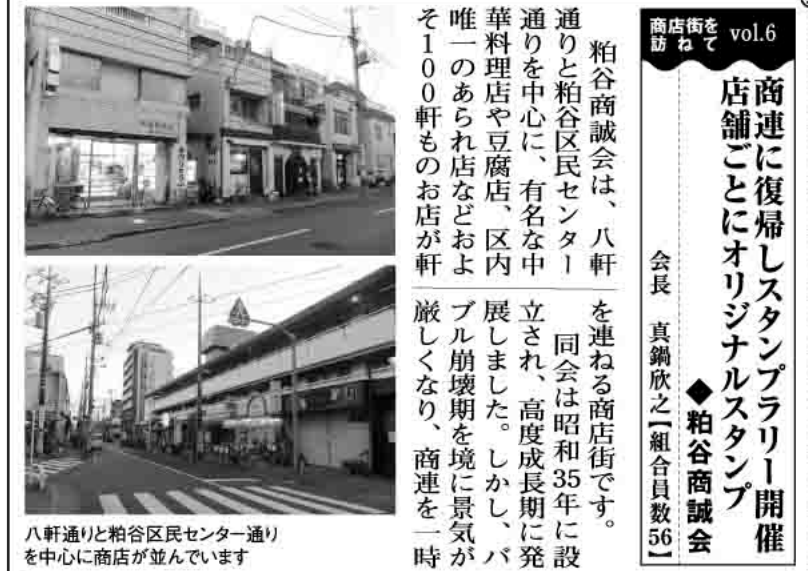 商店街を
訪ねて
vol.6
商連に復帰しスタンプラリー開催
店舗ごとにオリジナルスタンプ
◆粕谷商誠会
会長　真鍋欣之【組合員数56】
粕谷商誠会は、八軒
通りと粕谷区民センター
通りを中心に、有名な中
華料理店や豆腐店、区内
唯一のあられ店などおよ
そ100軒ものお店が軒
を連ねる商店街です。
同会は昭和35年に設
立され、高度成長期に発
展しました。しかし、バ
ブル崩壊期を境に景気が
厳しくなり、商連を一時
八軒通りと粕谷区民センター通り
を中心に商店が並んでいます